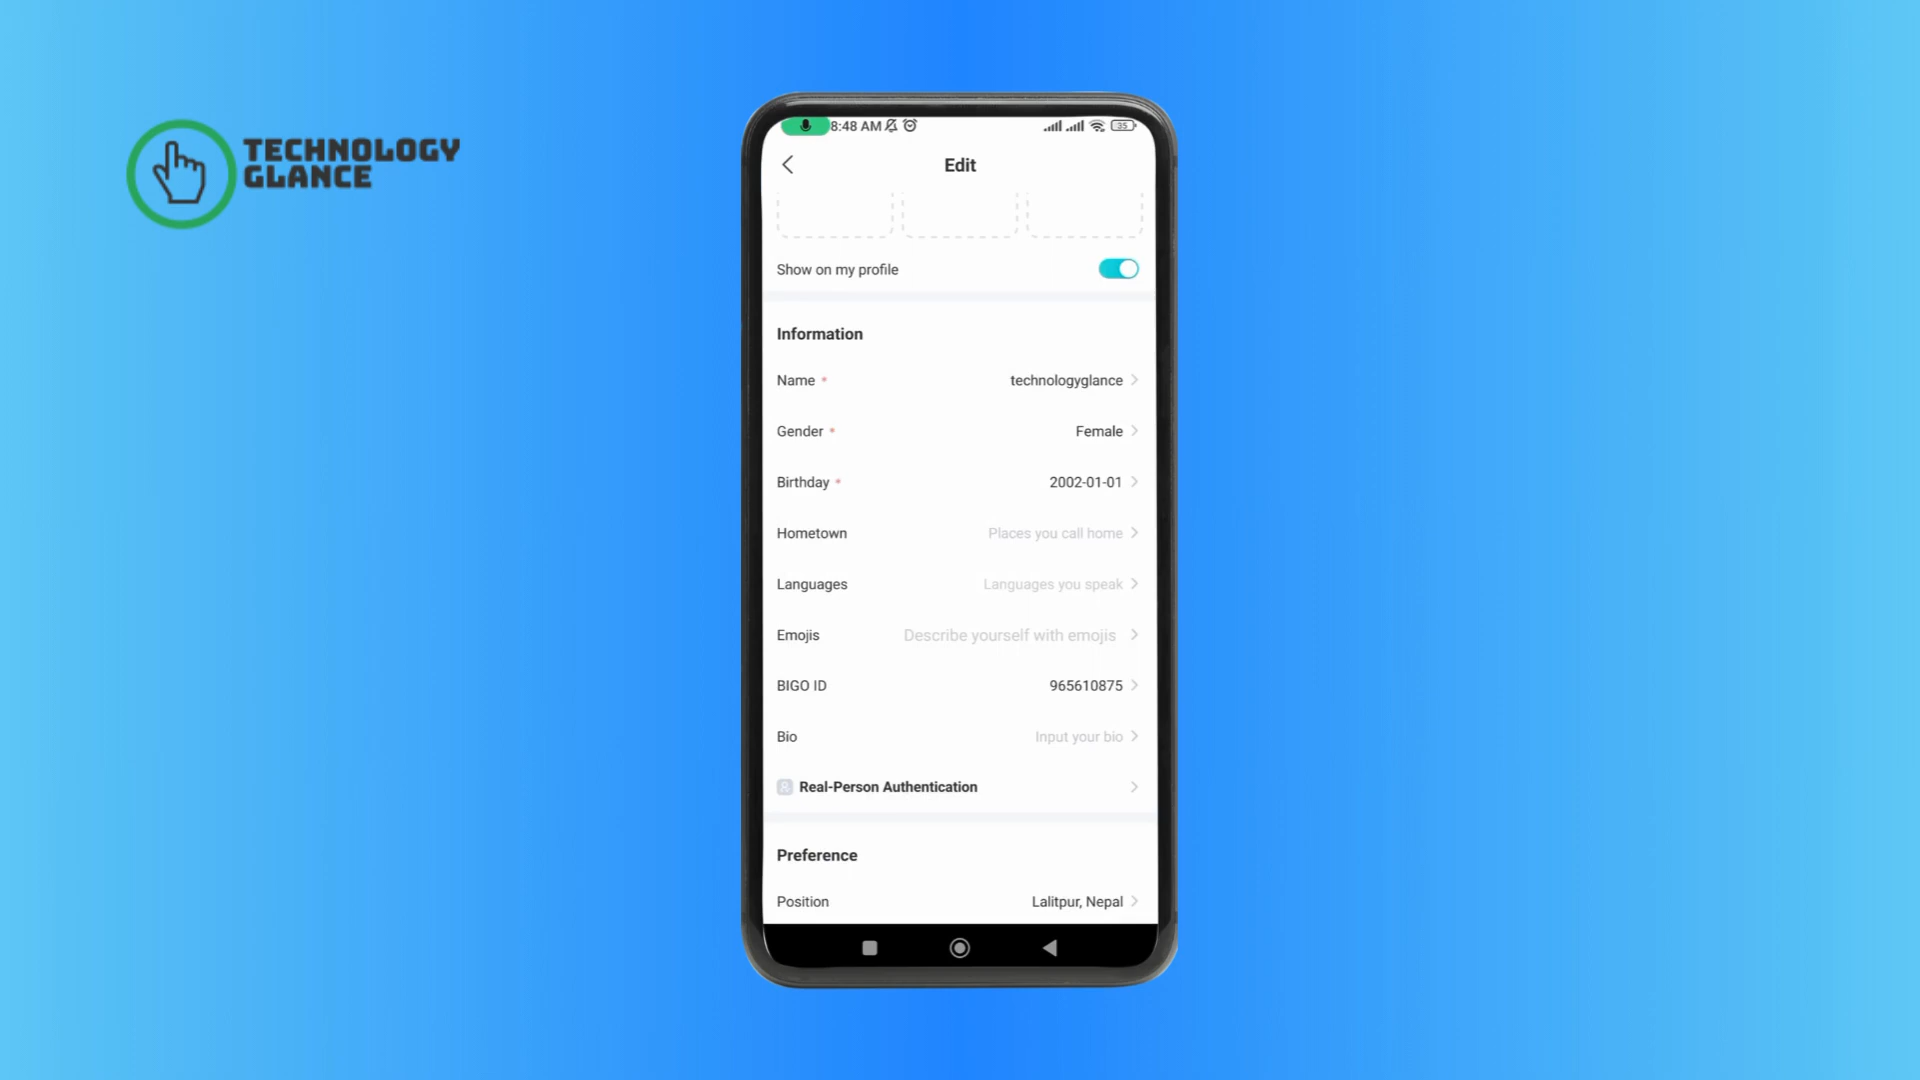 TECHNOLOGY
GLANCE
8:48 AM
35
Edit
Show on my profile
Information
Name * technologyglance
Gender * Female
Birthday * 2002-01-01
Hometown Places you call home
Languages Languages you speak
Emojis Describe yourself with emojis
BIGO ID 965610875
Bio Input your bio
Real-Person Authentication
Preference
Position Lalitpur, Nepal